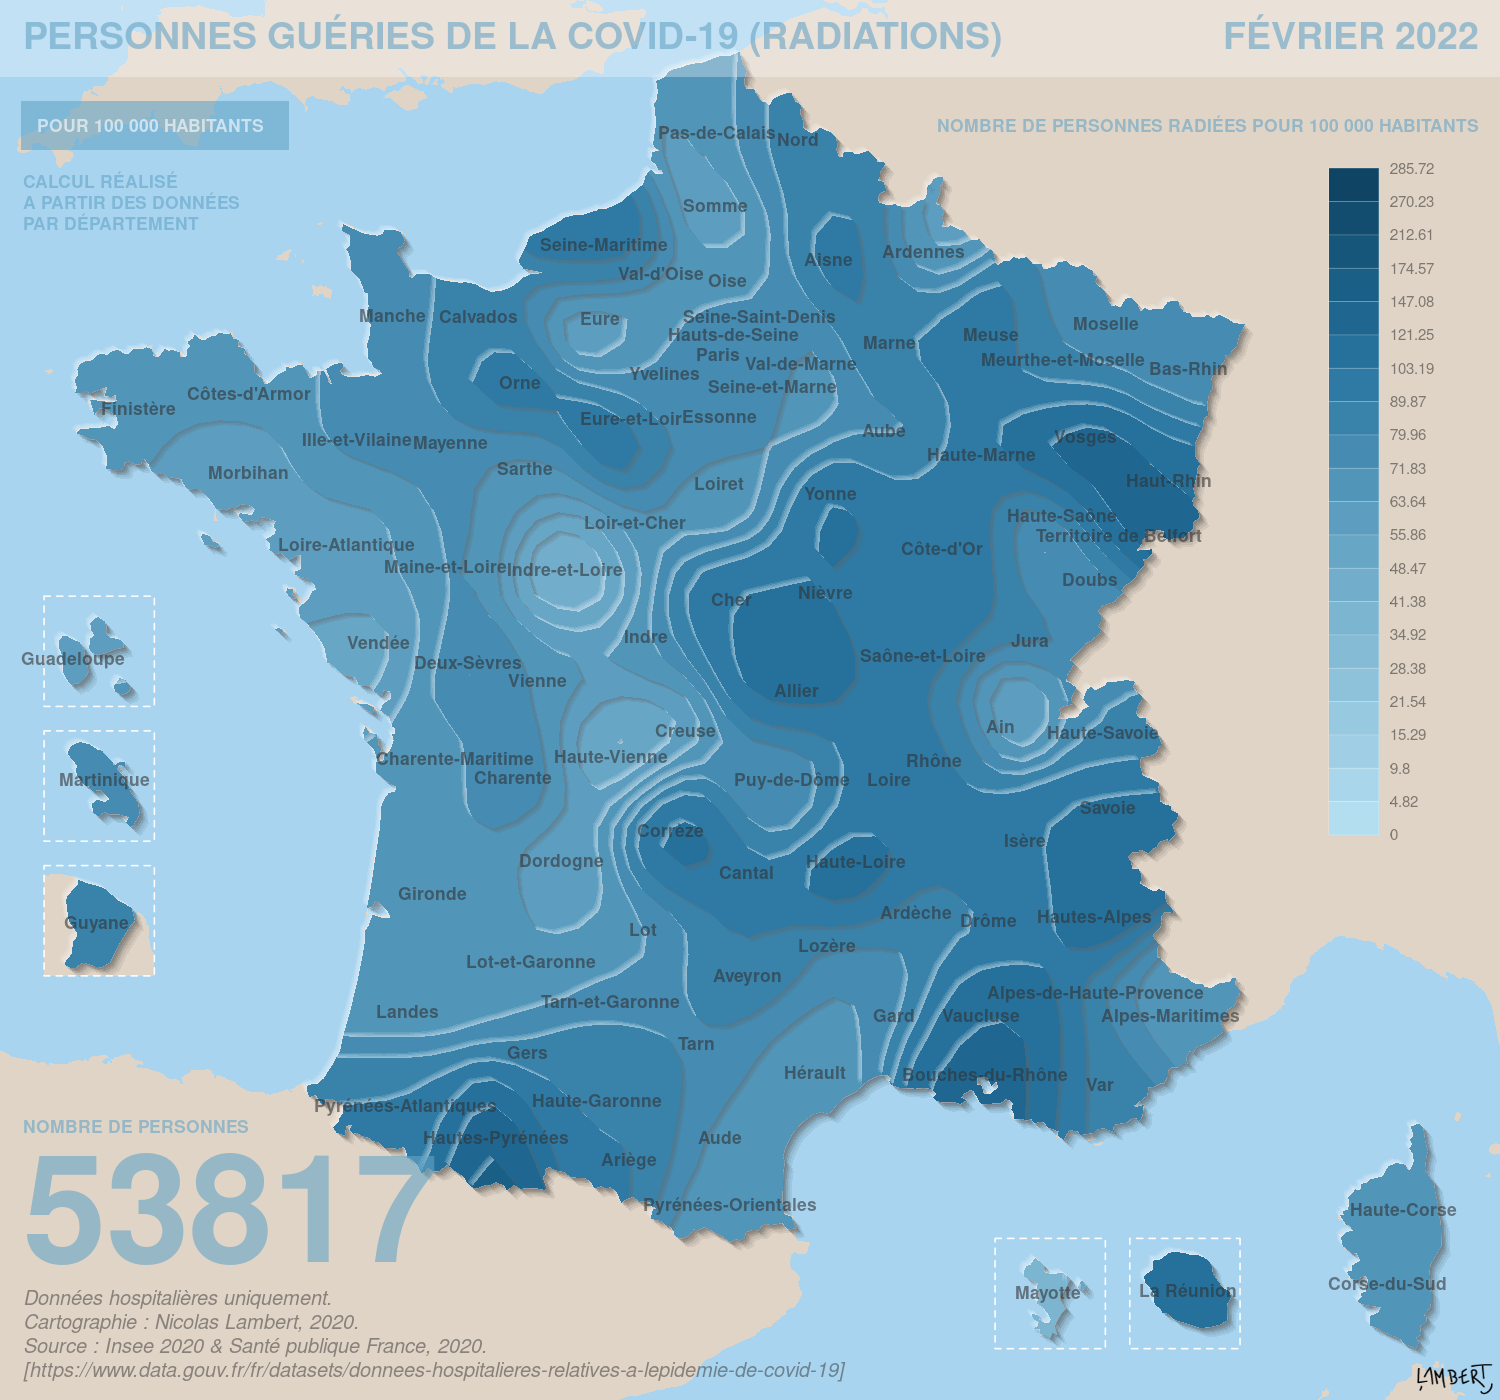 PERSONNES GUÉRIES DE LA COVID-19 (RADIATIONS)
FÉVRIER 2022
POUR 100 000 HABITANTS
CALCUL RÉALISÉ
A PARTIR DES DONNÉES
PAR DÉPARTEMENT
NOMBRE DE PERSONNES RADIÉES POUR 100 000 HABITANTS
285.72
270.23
212.61
174.57
147.08
121.25
103.19
89.87
79.96
71.83
63.64
55.86
48.47
41.38
34.92
28.38
21.54
15.29
9.8
4.82
0
Pas-de-Calais
Nord
Somme
Seine-Maritime
Aisne
Ardennes
Val-d'Oise
Oise
Manche
Calvados
Eure
Seine-Saint-Denis
Hauts-de-Seine
Paris
Val-de-Marne
Marne
Meuse
Moselle
Meurthe-et-Moselle
Bas-Rhin
Yvelines
Seine-et-Marne
Orne
Côtes-d'Armor
Finistère
Eure-et-Loir
Essonne
Aube
Ille-et-Vilaine
Mayenne
Vosges
Haute-Marne
Morbihan
Sarthe
Loiret
Yonne
Haut-Rhin
Loir-et-Cher
Haute-Saône
Territoire de Belfort
Loire-Atlantique
Côte-d'Or
Maine-et-Loire
Indre-et-Loire
Doubs
Cher
Nièvre
Indre
Vendée
Jura
Saône-et-Loire
Guadeloupe
Deux-Sèvres
Vienne
Allier
Creuse
Ain
Haute-Savoie
Charente-Maritime
Haute-Vienne
Rhône
Charente
Puy-de-Dôme
Loire
Martinique
Savoie
Corrèze
Isère
Dordogne
Haute-Loire
Cantal
Gironde
Guyane
Ardèche
Drôme
Hautes-Alpes
Lot
Lozère
Lot-et-Garonne
Aveyron
Alpes-de-Haute-Provence
Tarn-et-Garonne
Landes
Gard
Vaucluse
Alpes-Maritimes
Tarn
Gers
Hérault
Bouches-du-Rhône
Var
Pyrénées-Atlantiques
Haute-Garonne
Hautes-Pyrénées
Aude
Ariège
Pyrénées-Orientales
Haute-Corse
Corse-du-Sud
Mayotte
La Réunion
NOMBRE DE PERSONNES
53817
Données hospitalières uniquement.
Cartographie : Nicolas Lambert, 2020.
Source : Insee 2020 & Santé publique France, 2020.
[https://www.data.gouv.fr/fr/datasets/donnees-hospitalieres-relatives-a-lepidemie-de-covid-19]
LAMBERT